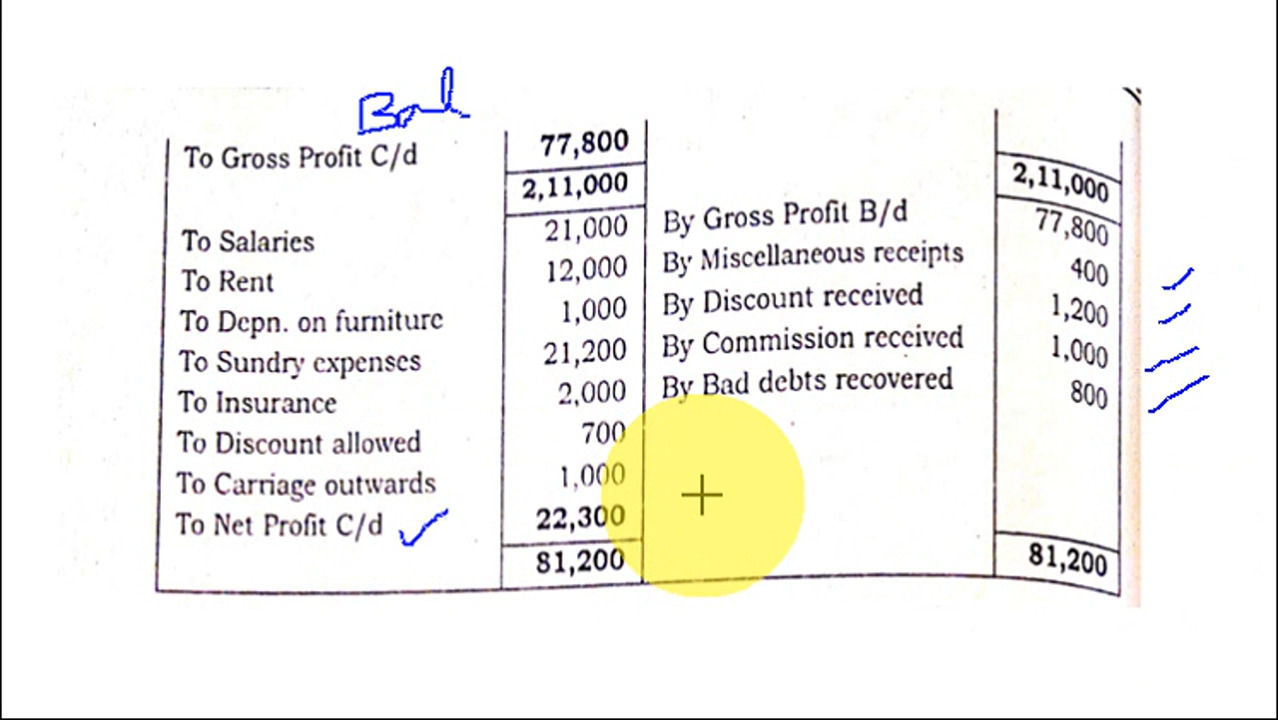 Bal
To Gross Profit C/d 77,800
2,11,000 2,11,000
To Salaries 21,000 By Gross Profit B/d 77,800
To Rent 12,000 By Miscellaneous receipts 400
To Depn. on furniture 1,000 By Discount received 1,200
To Sundry expenses 21,200 By Commission received 1,000
To Insurance 2,000 By Bad debts recovered 800
To Discount allowed 700
To Carriage outwards 1,000
To Net Profit C/d 22,300
81,200 81,200